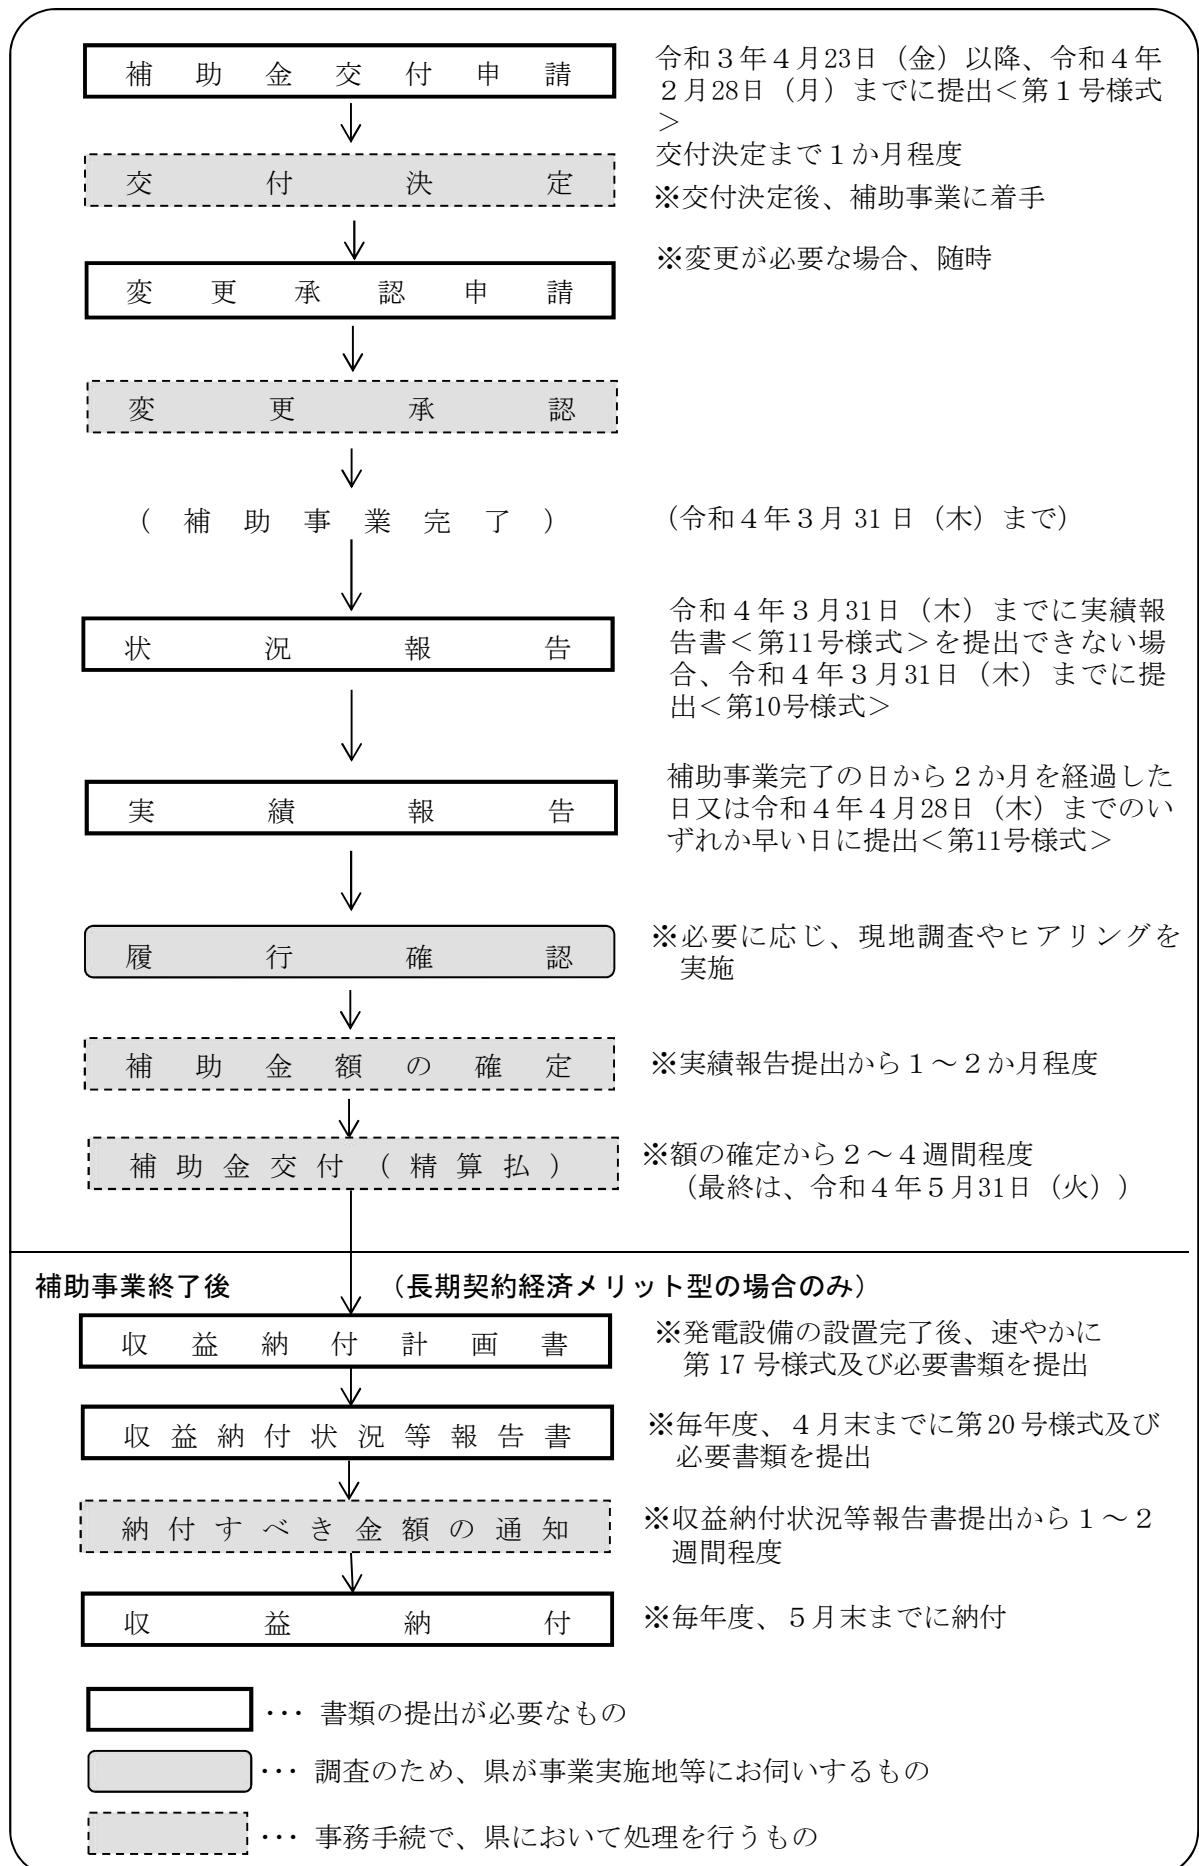 補助金交付申請
令和３年４月23日（金）以降、令和４年
２月28日（月）までに提出＜第１号様式
＞
交付決定まで１か月程度
交付決定
※交付決定後、補助事業に着手
※変更が必要な場合、随時
変更承認申請
変更承認
（補助事業完了）
（令和４年３月 31 日（木）まで）
令和４年３月31日（木）までに実績報
告書＜第11号様式＞を提出できない場
合、令和４年３月31日（木）までに提
出＜第10号様式＞
状況報告
補助事業完了の日から２か月を経過した
日又は令和４年４月28日（木）までのい
ずれか早い日に提出＜第11号様式＞
実績報告
履行確認
※必要に応じ、現地調査やヒアリングを
実施
補助金額の確定
※実績報告提出から１～２か月程度
補助金交付（精算払）
※額の確定から２～４週間程度
（最終は、令和４年５月31日（火））
補助事業終了後
（長期契約経済メリット型の場合のみ）
収益納付計画書
※発電設備の設置完了後、速やかに
第 17 号様式及び必要書類を提出
収益納付状況等報告書
※毎年度、４月末までに第 20 号様式及び
必要書類を提出
納付すべき金額の通知
※収益納付状況等報告書提出から１～２
週間程度
収益納付
※毎年度、５月末までに納付
･･･ 書類の提出が必要なもの
･･･ 調査のため、県が事業実施地等にお伺いするもの
･･･ 事務手続で、県において処理を行うもの